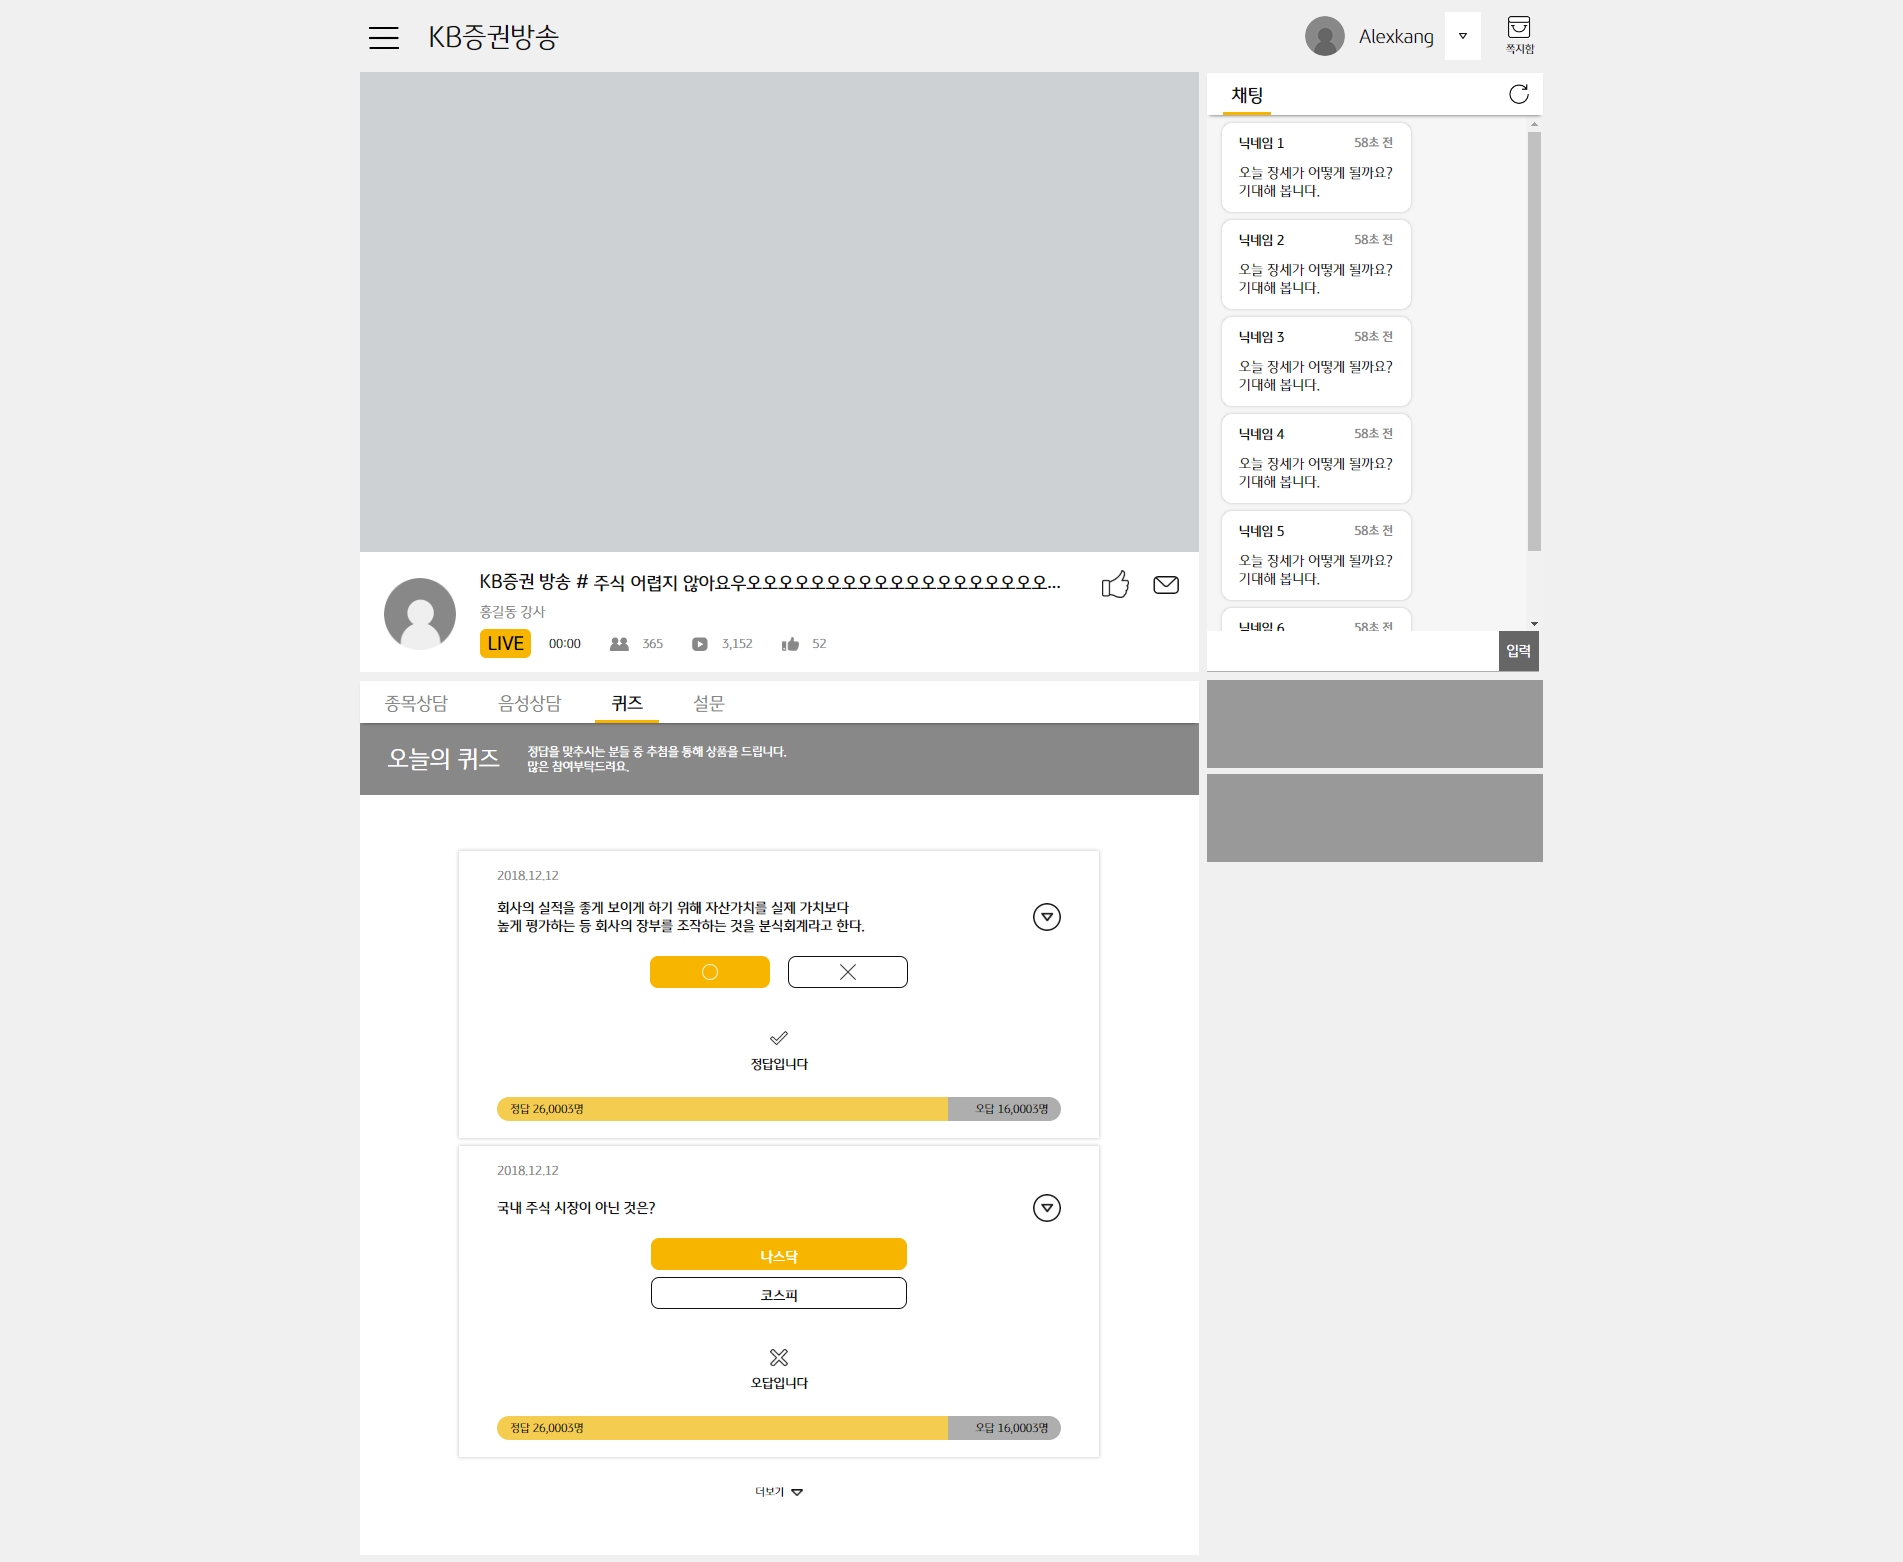 KB증권방송
Alexkang
쪽지함
채팅
닉네임 1 58초 전
오늘 장세가 어떻게 될까요?
기대해 봅니다.
닉네임 2 58초 전
오늘 장세가 어떻게 될까요?
기대해 봅니다.
닉네임 3 58초 전
오늘 장세가 어떻게 될까요?
기대해 봅니다.
닉네임 4 58초 전
오늘 장세가 어떻게 될까요?
기대해 봅니다.
닉네임 5 58초 전
오늘 장세가 어떻게 될까요?
기대해 봅니다.
닉네임 6 58초 전
입력
KB증권 방송 # 주식 어렵지 않아요우오오오오오오오오오오오오오오오오오오오...
홍길동 강사
LIVE 00:00 365 3,152 52
종목상담 음성상담 퀴즈 설문
오늘의 퀴즈
정답을 맞추시는 분들 중 추첨을 통해 상품을 드립니다.
많은 참여부탁드려요.
2018.12.12
회사의 실적을 좋게 보이게 하기 위해 자산가치를 실제 가치보다
높게 평가하는 등 회사의 장부를 조작하는 것을 분식회계라고 한다.
정답입니다
정답 26,0003명 오답 16,0003명
2018.12.12
국내 주식 시장이 아닌 것은?
나스닥
코스피
오답입니다
정답 26,0003명 오답 16,0003명
더보기